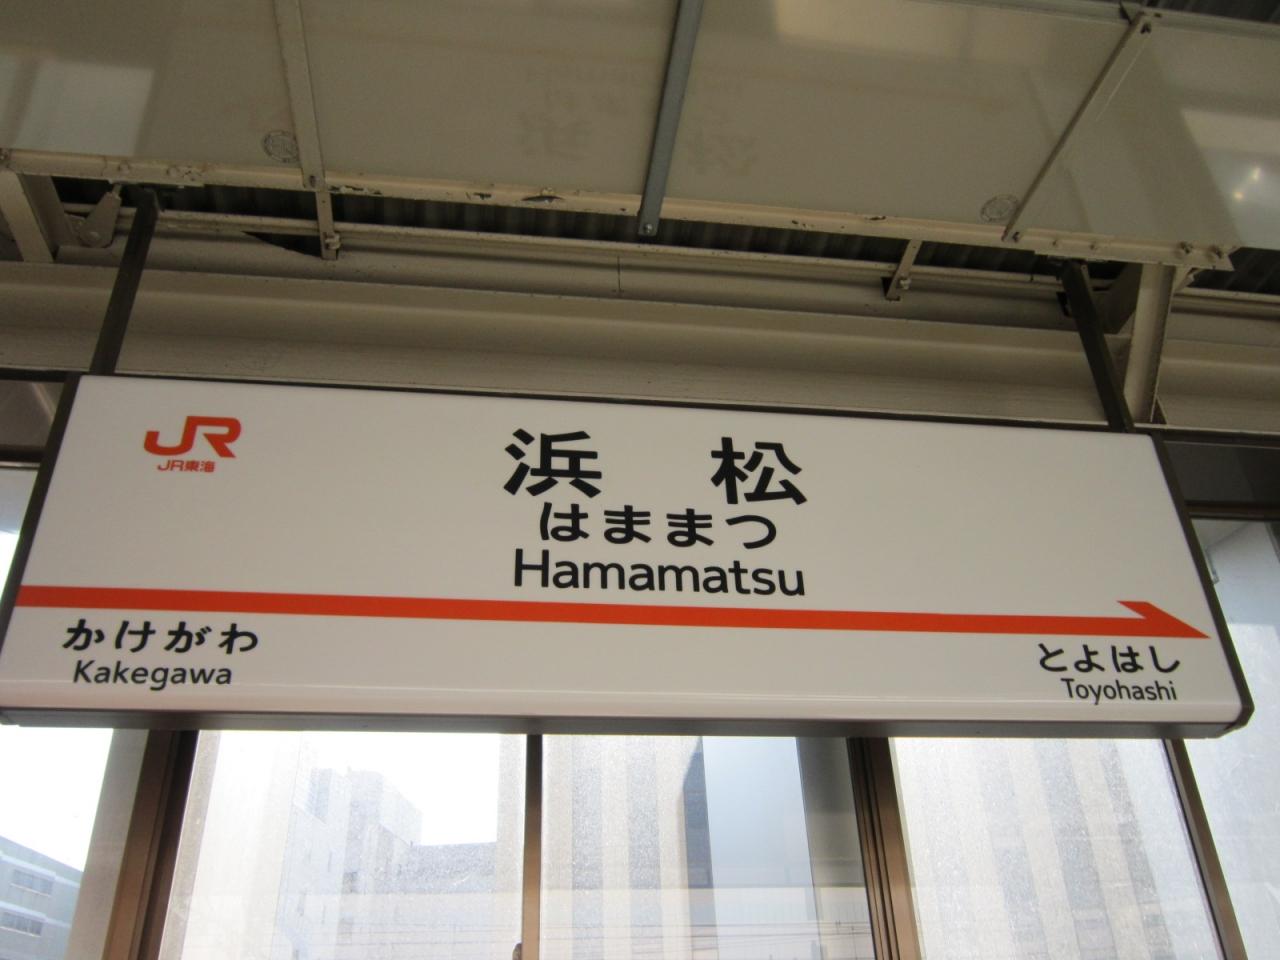 JR
JR東海
浜松
はままつ
Hamamatsu
かけがわ
Kakegawa
とよはし
Toyohashi